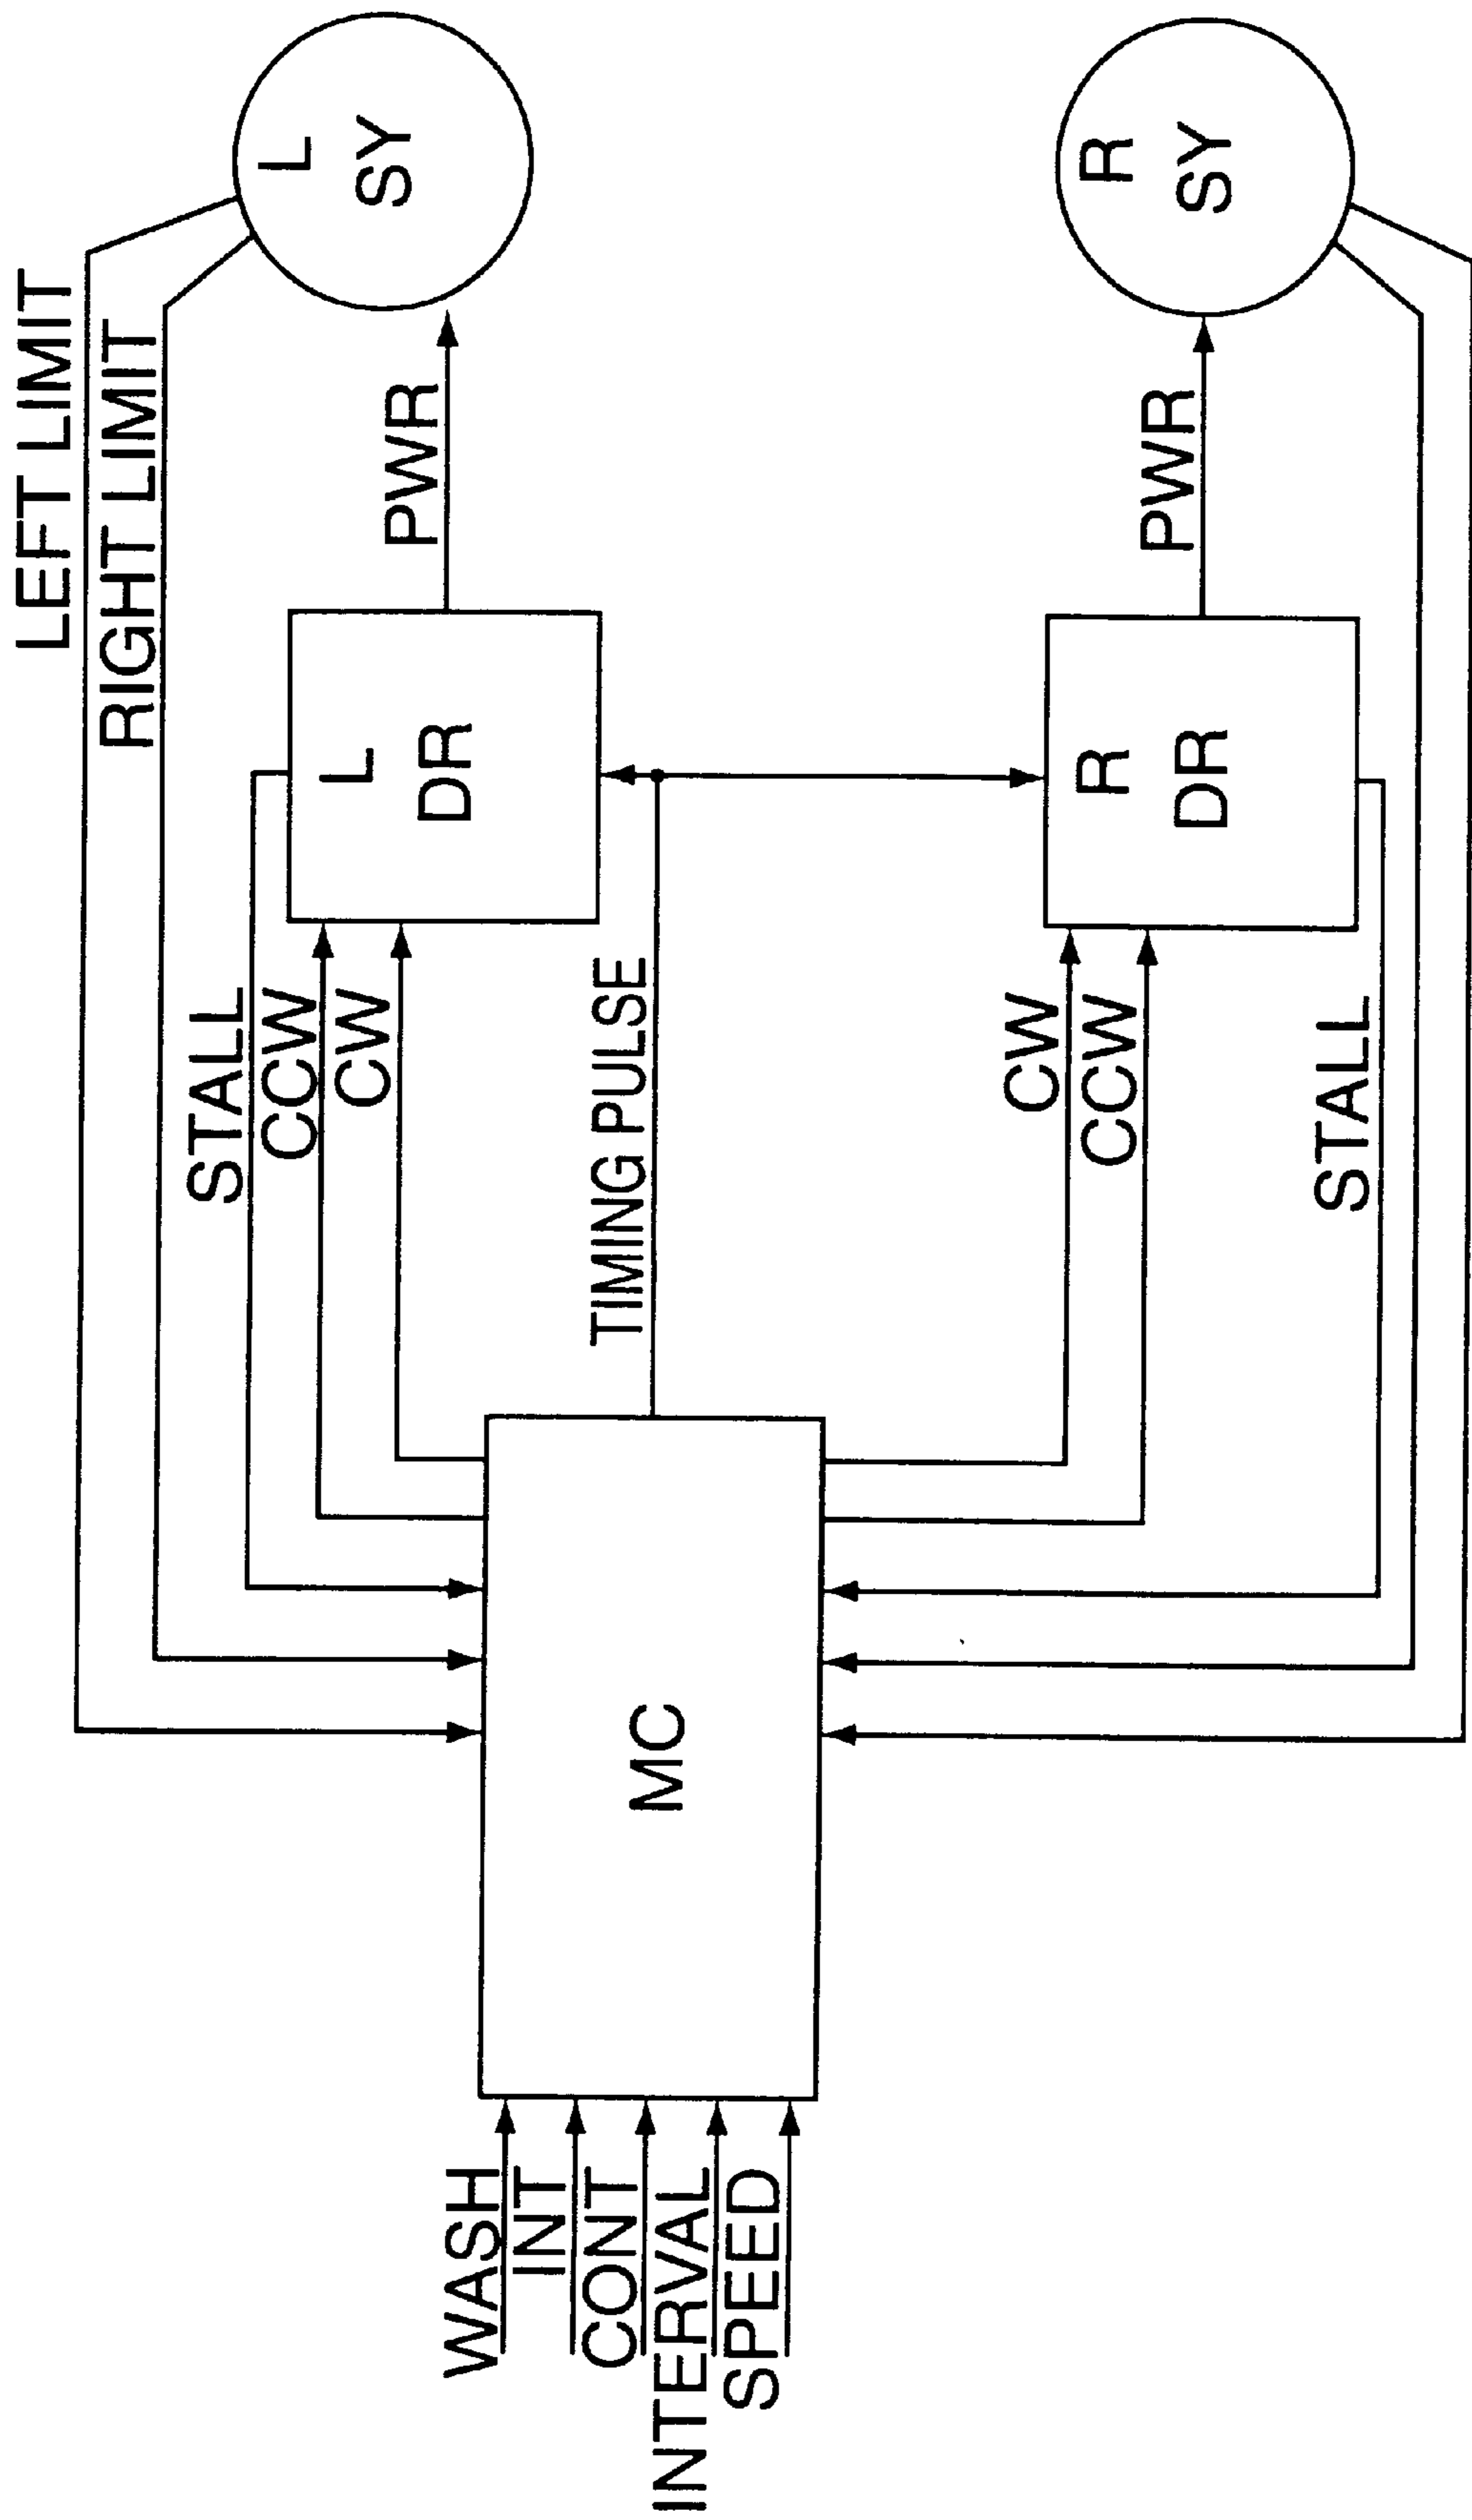 LEFT LIMIT
RIGHT LIMIT
L
SY
PWR
L
DR
STALL
CCW
CW
TIMING PULSE
WASH
INT
CONT
INTERVAL
SPEED
MC
CW
CCW
STALL
R
DR
PWR
R
SY